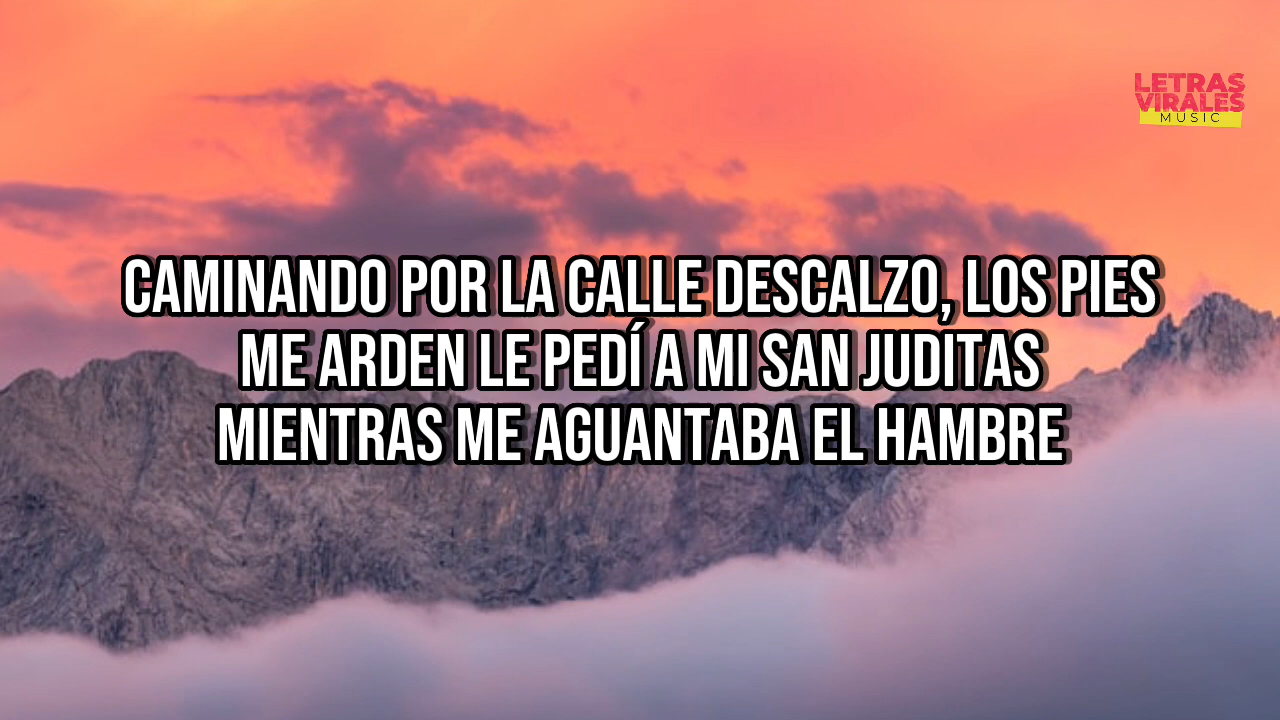 LETRAS
VIRALES
MUSIC
CAMINANDO POR LA CALLE DESCALZO, LOS PIES
ME ARDEN LE PEDÍ A MI SAN JUDITAS
MIENTRAS ME AGUANTABA EL HAMBRE